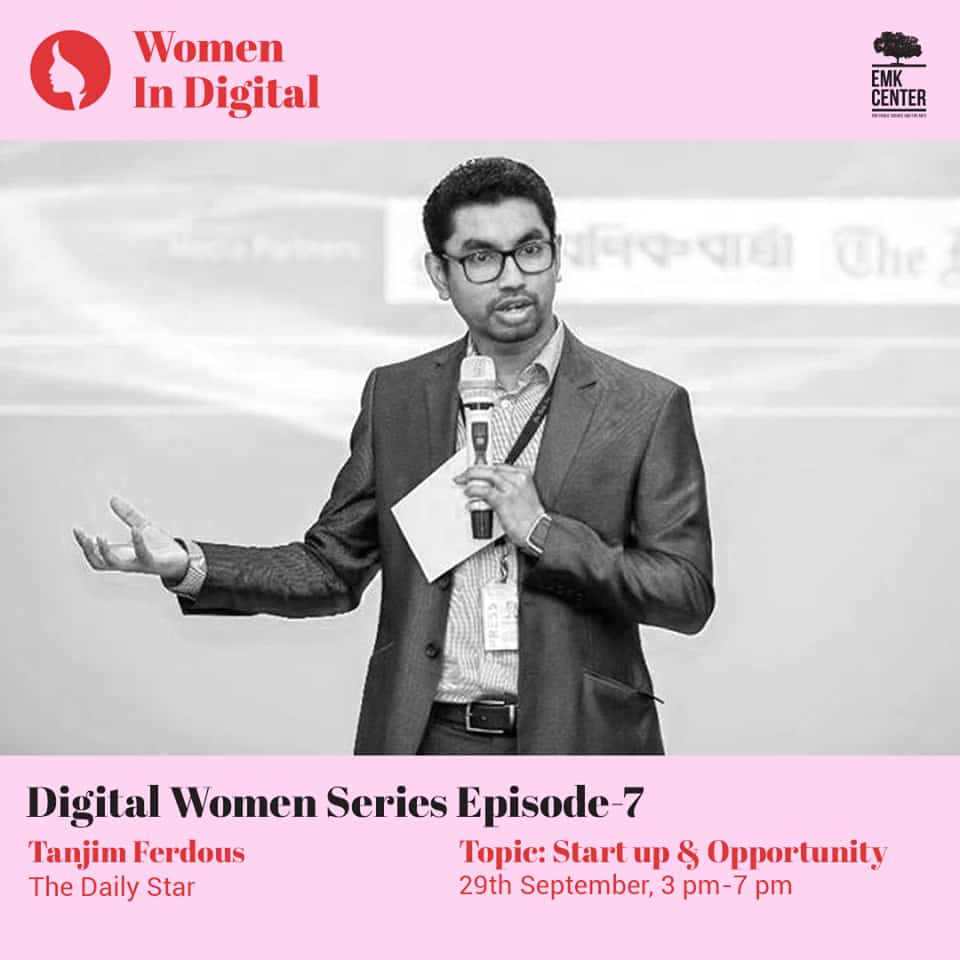 Women
In Digital
EMK
CENTER
Media Partners
The
PRESS
Digital Women Series Episode-7
Tanjim Ferdous
The Daily Star
Topic: Start up & Opportunity
29th September, 3 pm-7 pm